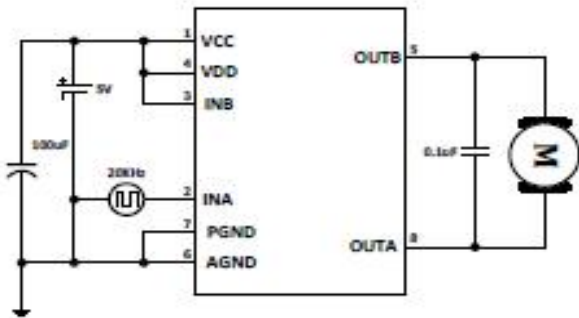 1 VCC
4 VDD
3 INB
OUTB 5
5V
100uF
20KHz
0.1uF
M
2 INA
7 PGND
6 AGND
OUTA 8